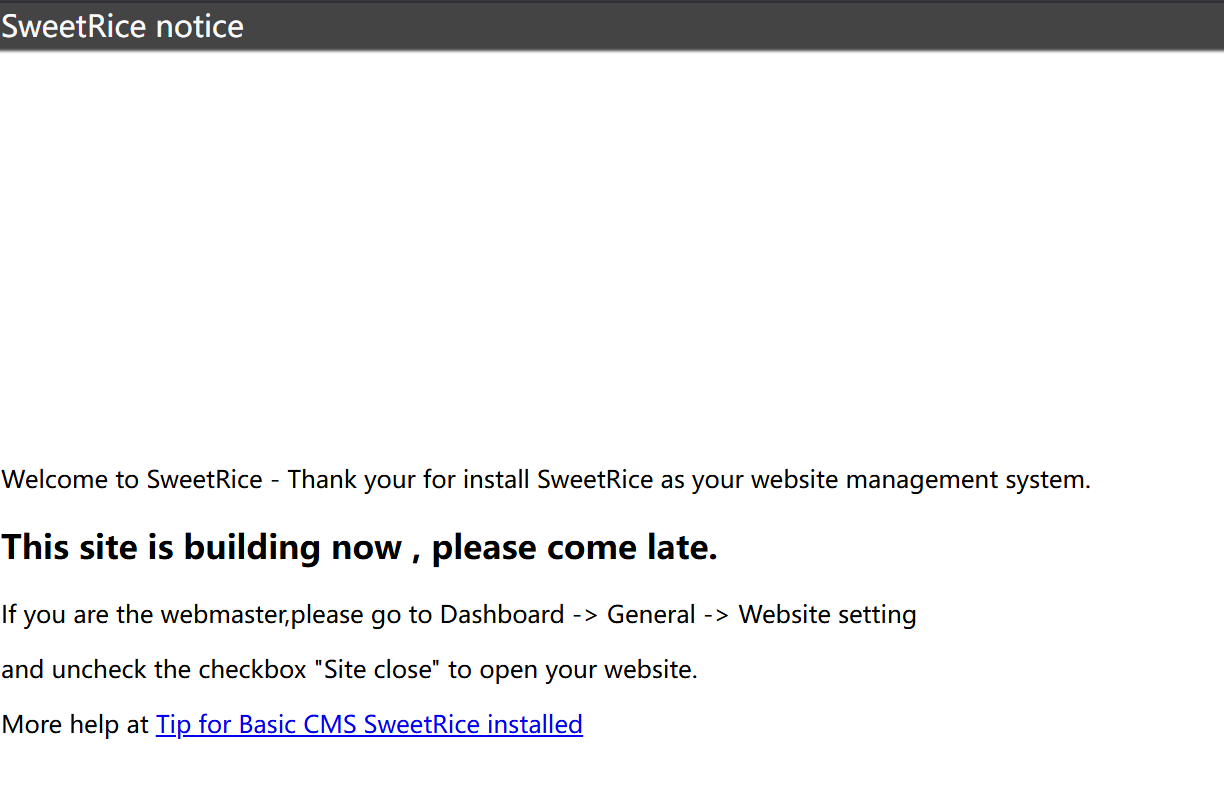 SweetRice notice
Welcome to SweetRice - Thank your for install SweetRice as your website management system.
This site is building now , please come late.
If you are the webmaster,please go to Dashboard -> General -> Website setting
and uncheck the checkbox "Site close" to open your website.
More help at Tip for Basic CMS SweetRice installed